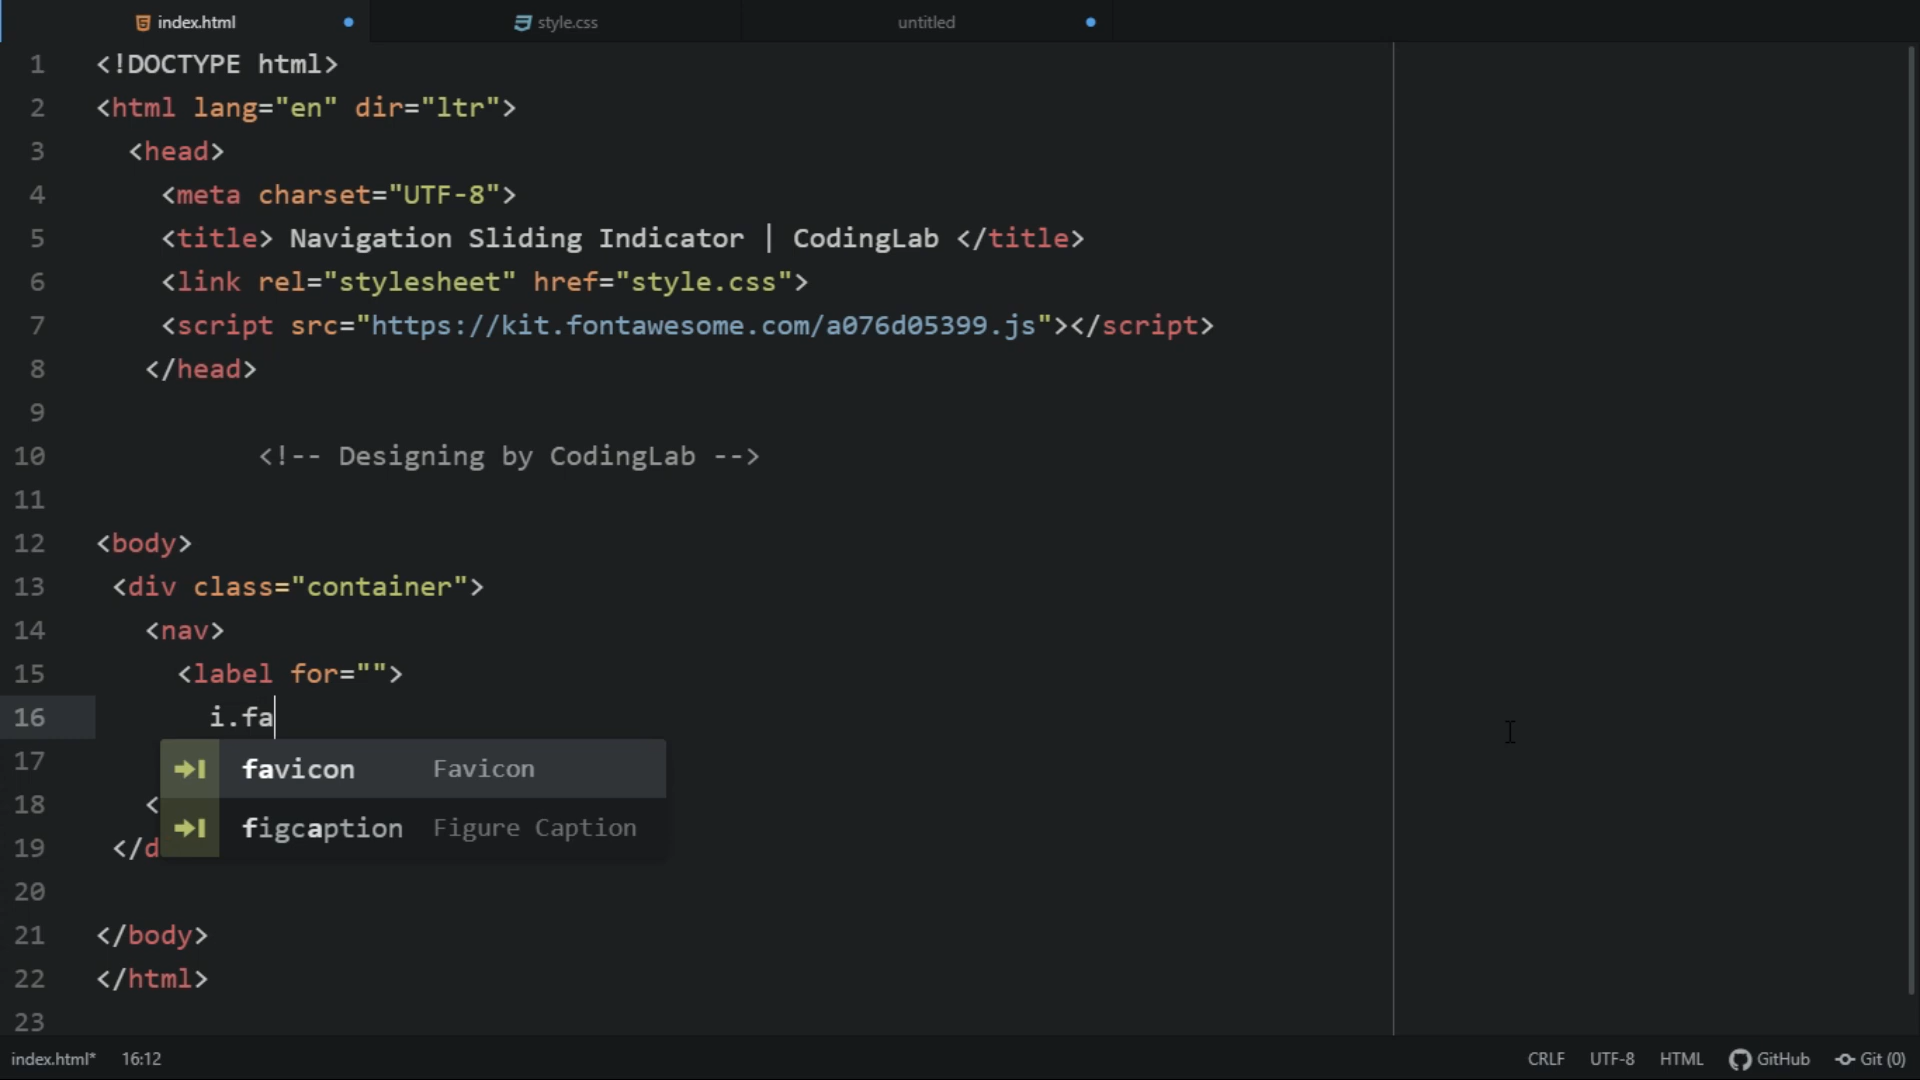 index.html
style.css
untitled
1 <!DOCTYPE html>
2 <html lang="en" dir="ltr">
3 <head>
4 <meta charset="UTF-8">
5 <title> Navigation Sliding Indicator | CodingLab </title>
6 <link rel="stylesheet" href="style.css">
7 <script src="https://kit.fontawesome.com/a076d05399.js"></script>
8 </head>
9
10 <!-- Designing by CodingLab -->
11
12 <body>
13 <div class="container">
14 <nav>
15 <label for="">
16 i.fa
17 favicon Favicon
18 <
figcaption Figure Caption
19 </d
20
21 </body>
22 </html>
23
index.html* 16:12 CRLF UTF-8 HTML GitHub Git (0)